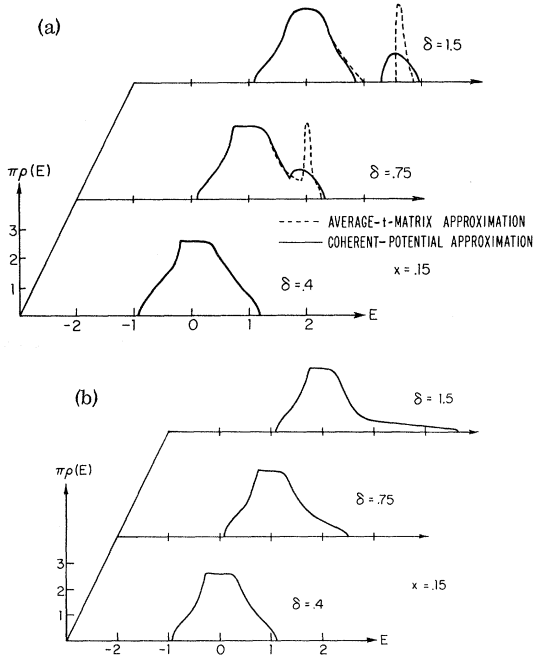 (a)
δ = 1.5
πρ(E)
δ = .75
AVERAGE-t-MATRIX APPROXIMATION
COHERENT-POTENTIAL APPROXIMATION
3
2
1
δ = .4
x = .15
-2 -1 0 1 2 E
(b)
δ = 1.5
πρ(E)
δ = .75
3
2
1
δ = .4
x = .15
-2 -1 0 1 2 E